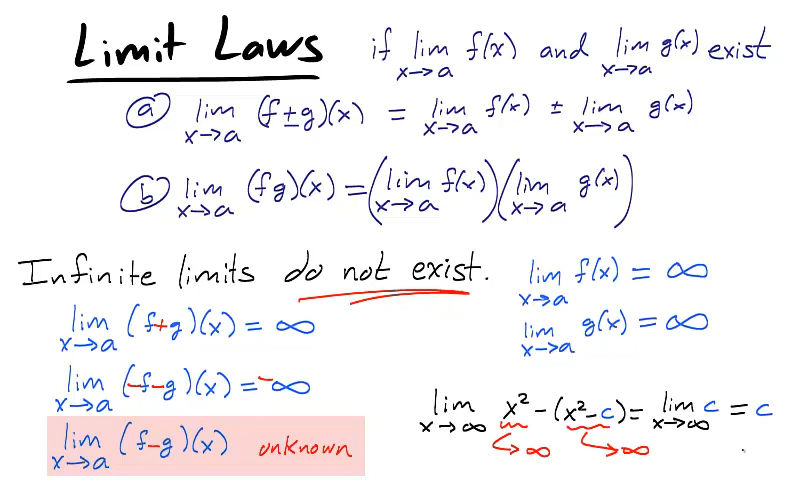 Limit Laws if lim x→a f(x) and lim x→a g(x) exist
ⓐ lim x→a (f±g)(x) = lim x→a f(x) ± lim x→a g(x)
ⓑ lim x→a (fg)(x) = (lim x→a f(x))(lim x→a g(x))
Infinite limits do not exist.
lim x→a f(x) = ∞
lim x→a g(x) = ∞
lim x→a (f+g)(x) = ∞
lim x→a (-f-g)(x) = -∞
lim x→a (f-g)(x) unknown
lim x→∞ x² - (x² - c) = lim x→∞ c = c
↪∞ ↪∞